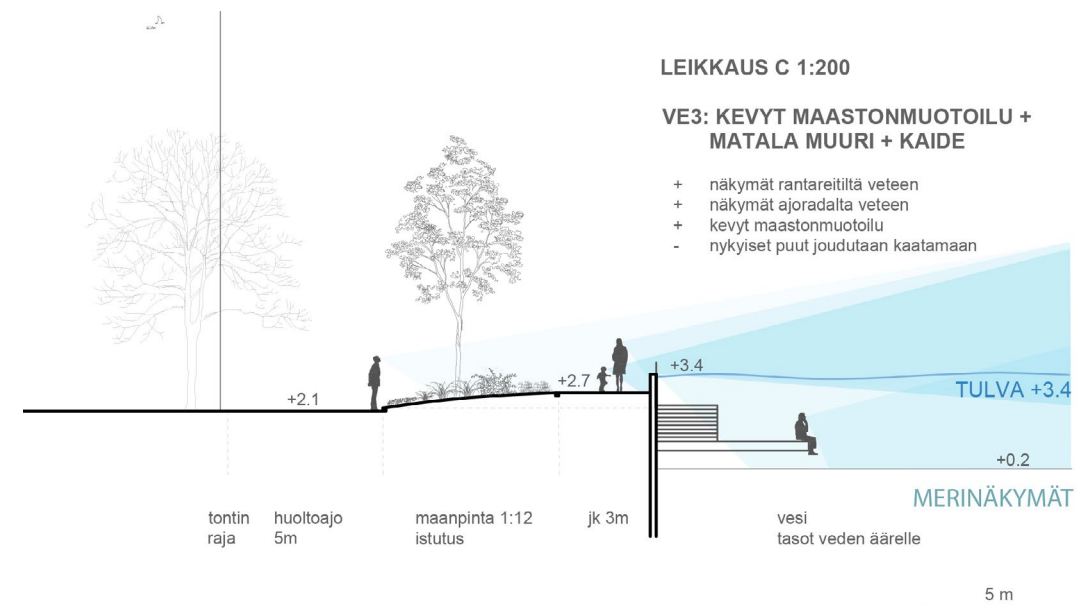 LEIKKAUS C 1:200
VE3: KEVYT MAASTONMUOTOILU +
MATALA MUURI + KAIDE
+ näkymät rantareitiltä veteen
+ näkymät ajoradalta veteen
+ kevyt maastonmuotoilu
- nykyiset puut joudutaan kaatamaan
+3.4
+2.7
TULVA +3.4
+2.1
+0.2
MERINÄKYMÄT
tontin
raja
huoltoajo
5m
maanpinta 1:12
istutus
jk 3m
vesi
tasot veden äärelle
5 m